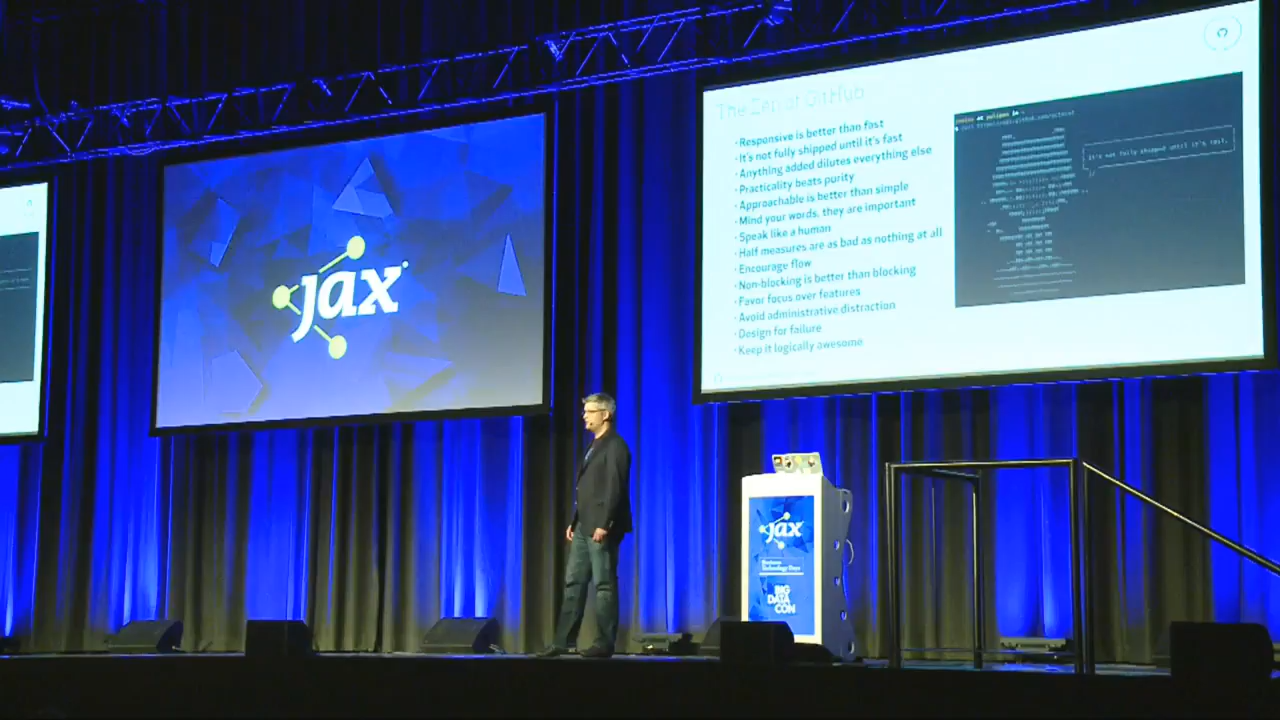 jax
The Zen of GitHub
· Responsive is better than fast
· It's not fully shipped until it's fast
· Anything added dilutes everything else
· Practicality beats purity
· Approachable is better than simple
· Mind your words, they are important
· Speak like a human
· Half measures are as bad as nothing at all
· Encourage flow
· Non-blocking is better than blocking
· Favor focus over features
· Avoid administrative distraction
· Design for failure
· Keep it logically awesome
It's not fully shipped until it's fast.
jax
Business
Technology Days
BIG
DATA
CON